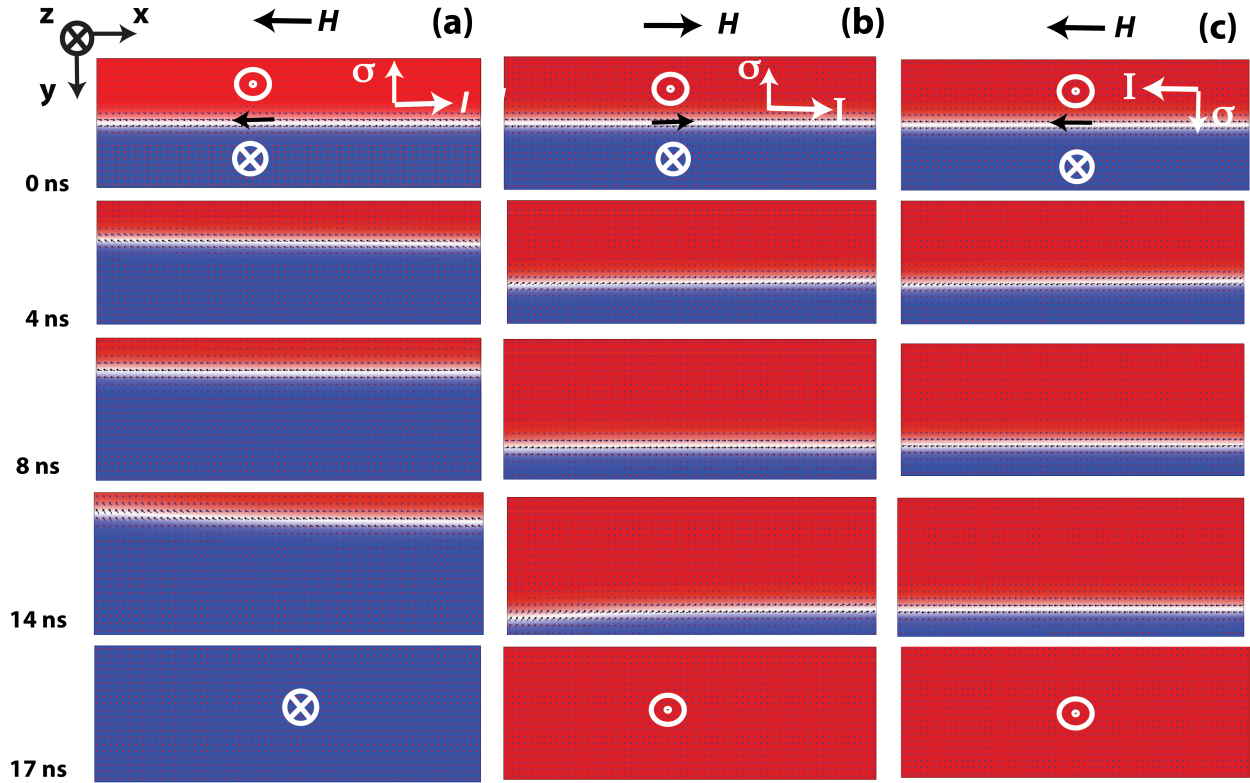 z x H (a) H (b) H (c)
y
σ I
σ I
I σ
0 ns
4 ns
8 ns
14 ns
17 ns